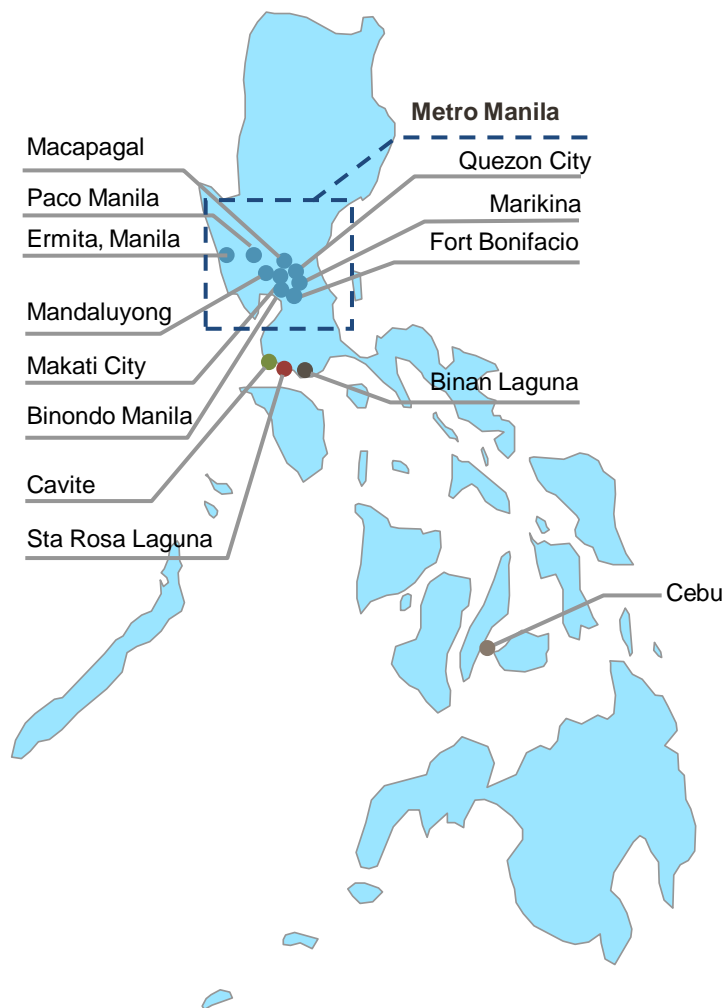 Metro Manila
Macapagal
Quezon City
Paco Manila
Marikina
Ermita, Manila
Fort Bonifacio
Mandaluyong
Makati City
Binan Laguna
Binondo Manila
Cavite
Sta Rosa Laguna
Cebu